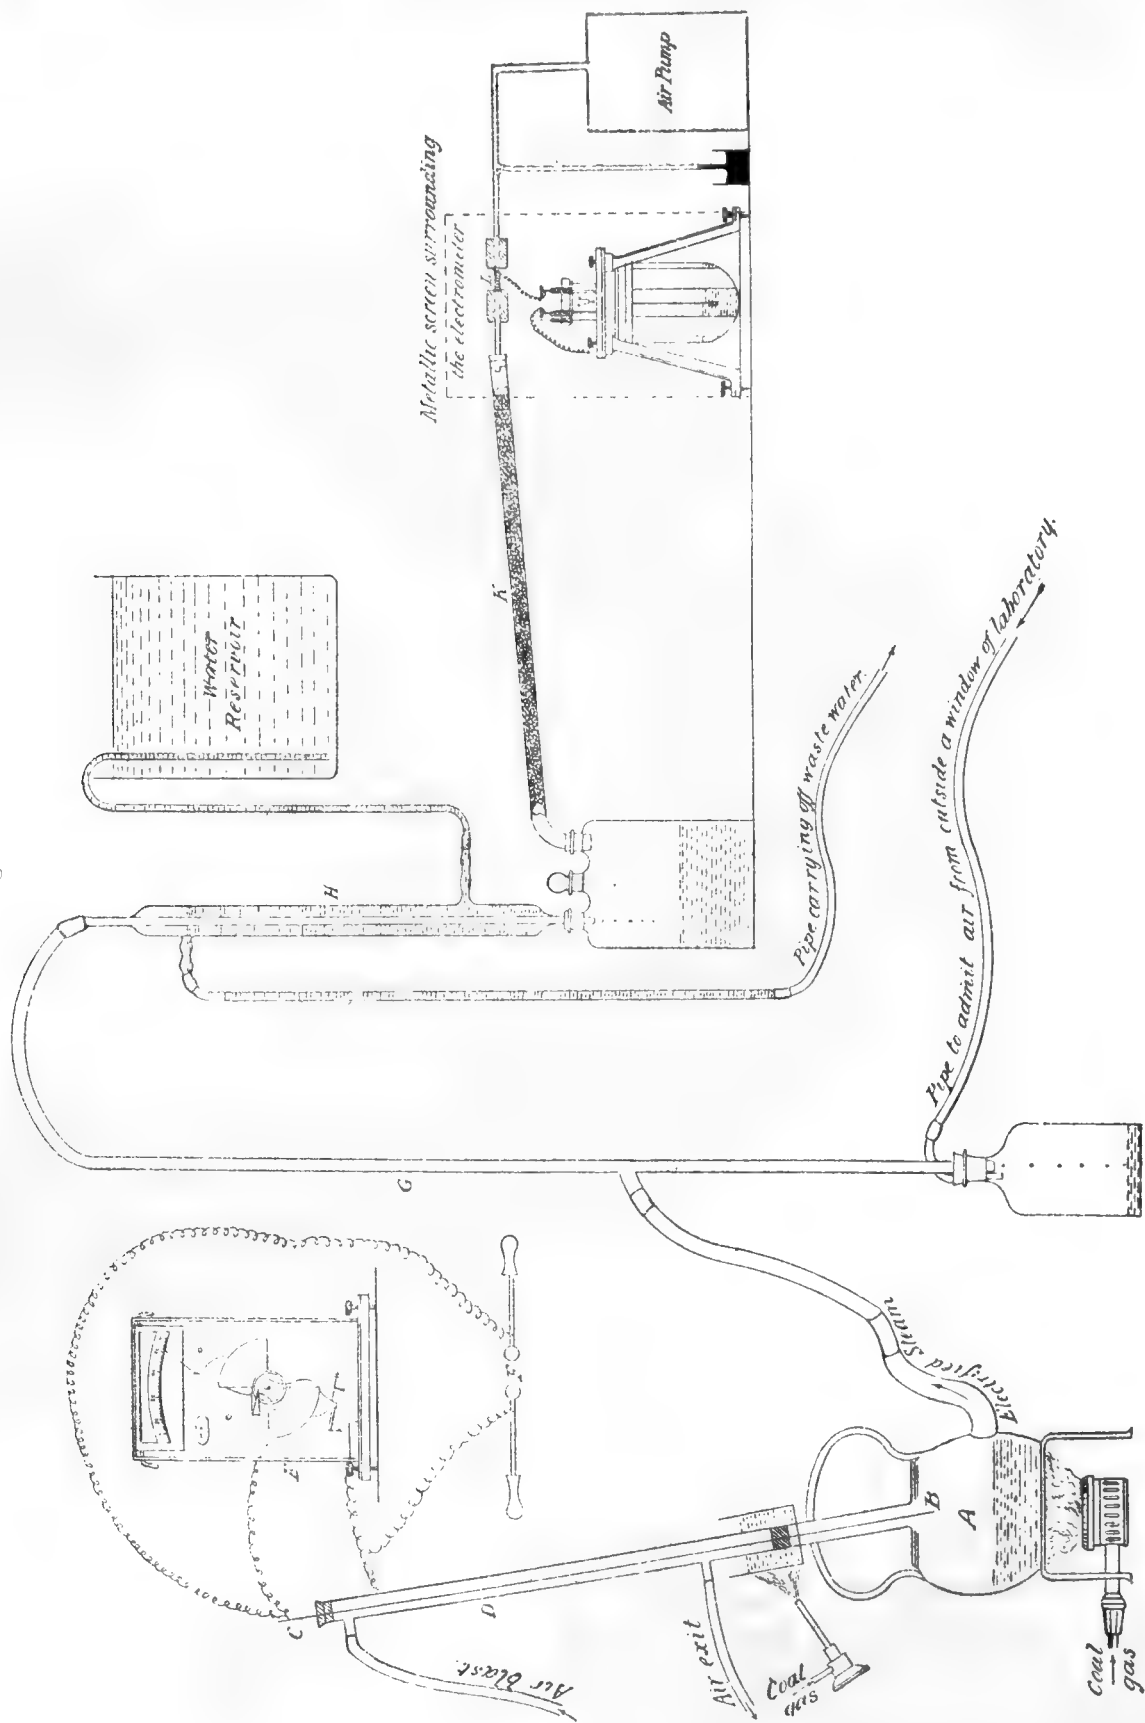 Air Pump
Metallic screen surrounding
the electrometer
L
Water
Reservoir
K
H
Pipe carrying off waste water.
Pipe to admit air from outside a window of laboratory.
G
F
Electrified Steam
E
C
D
B
A
Air blast.
Air exit
Coal
gas
Coal
gas